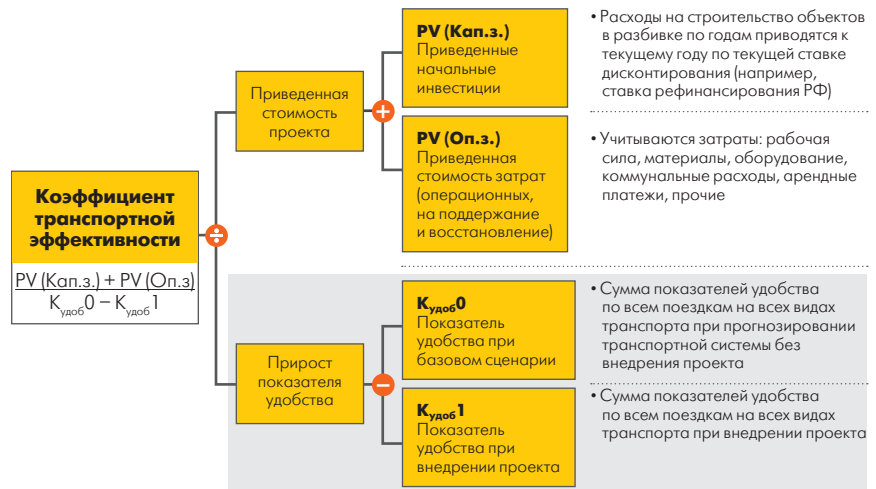 Коэффициент
транспортной
эффективности
PV (Кап.з.) + PV (Оп.з)
Kудоб0 – Kудоб1
÷
Приведенная
стоимость
проекта
+
PV (Кап.з.)
Приведенные
начальные
инвестиции
• Расходы на строительство объектов
в разбивке по годам приводятся к
текущему году по текущей ставке
дисконтирования (например,
ставка рефинансирования РФ)
PV (Оп.з.)
Приведенная
стоимость затрат
(операционных,
на поддержание
и восстановление)
• Учитываются затраты: рабочая
сила, материалы, оборудование,
коммунальные расходы, арендные
платежи, прочие
Прирост
показателя
удобства
–
Kудоб0
Показатель
удобства при
базовом сценарии
• Сумма показателей удобства
по всем поездкам на всех видах
транспорта при прогнозировании
транспортной системы без
внедрения проекта
Kудоб1
Показатель
удобства при
внедрении проекта
• Сумма показателей удобства
по всем поездкам на всех видах
транспорта при внедрении проекта